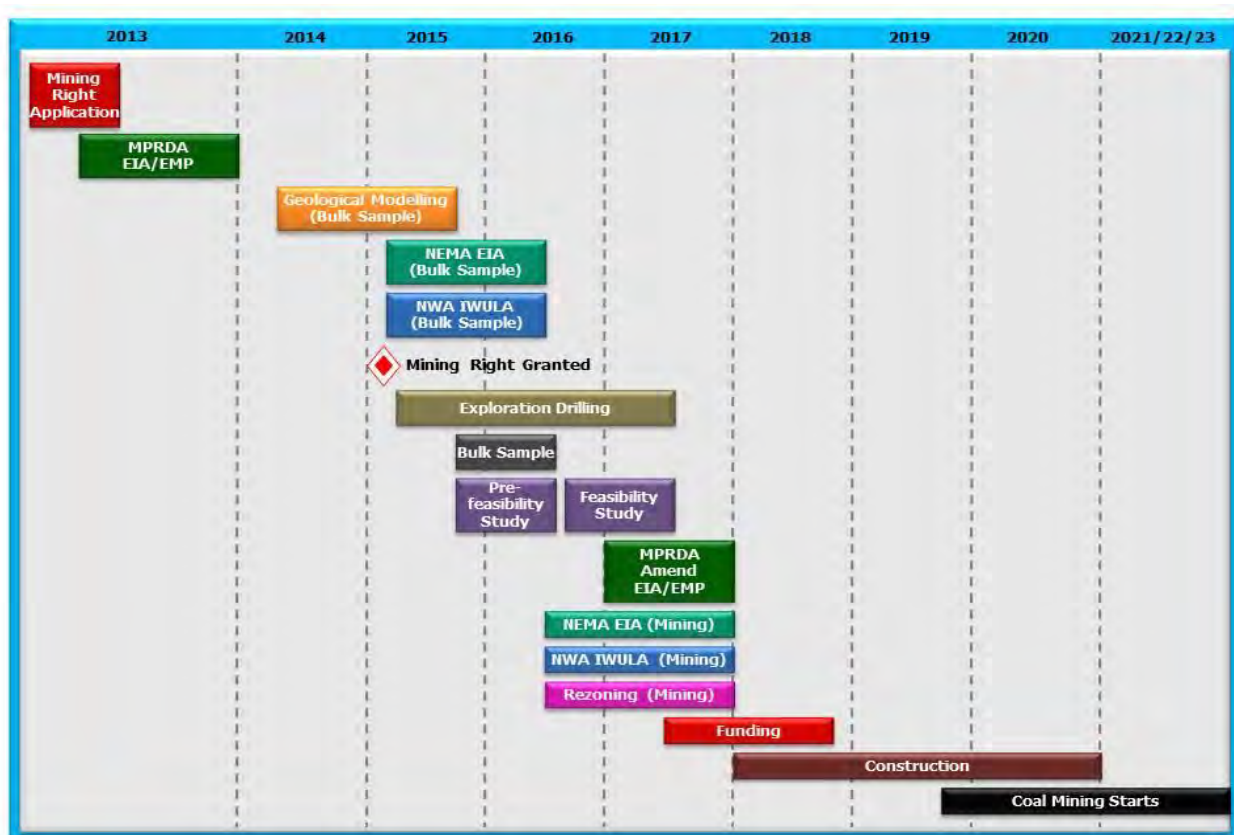 2013 2014 2015 2016 2017 2018 2019 2020 2021/22/23
Mining
Right
Application
MPRDA
EIA/EMP
Geological Modelling
(Bulk Sample)
NEMA EIA
(Bulk Sample)
NWA IWULA
(Bulk Sample)
Mining Right Granted
Exploration Drilling
Bulk Sample
Pre-
feasibility
Study
Feasibility
Study
MPRDA
Amend
EIA/EMP
NEMA EIA (Mining)
NWA IWULA (Mining)
Rezoning (Mining)
Funding
Construction
Coal Mining Starts